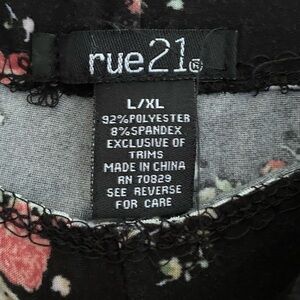 rue21®
L/XL
92%POLYESTER
8%SPANDEX
EXCLUSIVE OF
TRIMS
MADE IN CHINA
RN 70829
SEE REVERSE
FOR CARE